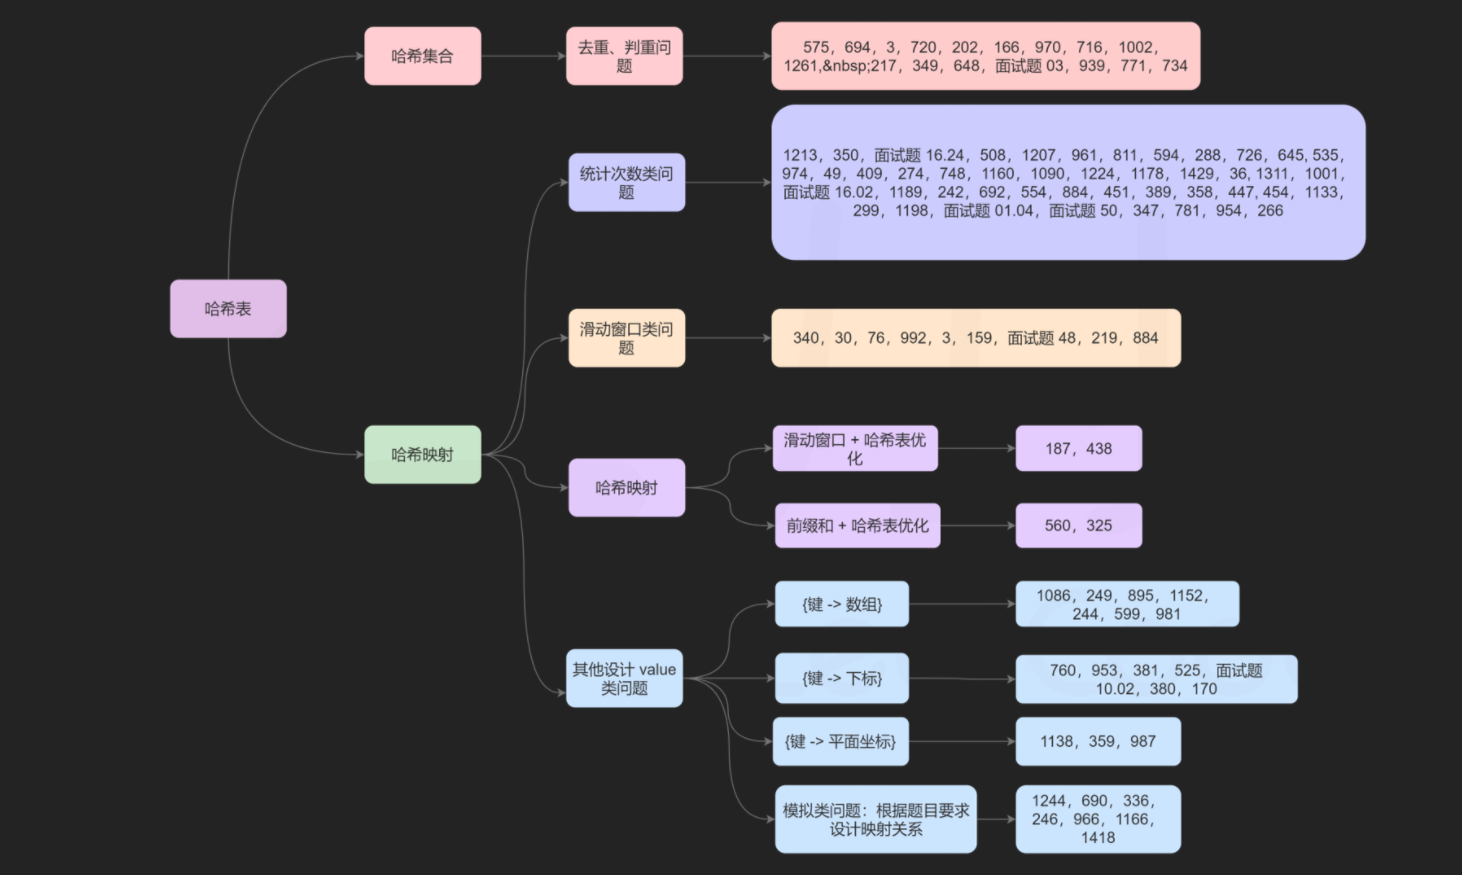 哈希集合
去重、判重问
题
575，694，3，720，202，166，970，716，1002，
1261,&nbsp;217，349，648，面试题 03，939，771，734
统计次数类问
题
1213，350，面试题 16.24，508，1207，961，811，594，288，726，645, 535，
974，49，409，274，748，1160，1090，1224，1178，1429，36, 1311，1001，
面试题 16.02，1189，242，692，554，884，451，389，358，447, 454，1133，
299，1198，面试题 01.04，面试题 50，347，781，954，266
哈希表
滑动窗口类问
题
340，30，76，992，3，159，面试题 48，219，884
哈希映射
哈希映射
滑动窗口 + 哈希表优
化
187，438
前缀和 + 哈希表优化
560，325
其他设计 value
类问题
{键 -> 数组}
1086，249，895，1152，
244，599，981
{键 -> 下标}
760，953，381，525，面试题
10.02，380，170
{键 -> 平面坐标}
1138，359，987
模拟类问题：根据题目要求
设计映射关系
1244，690，336，
246，966，1166，
1418